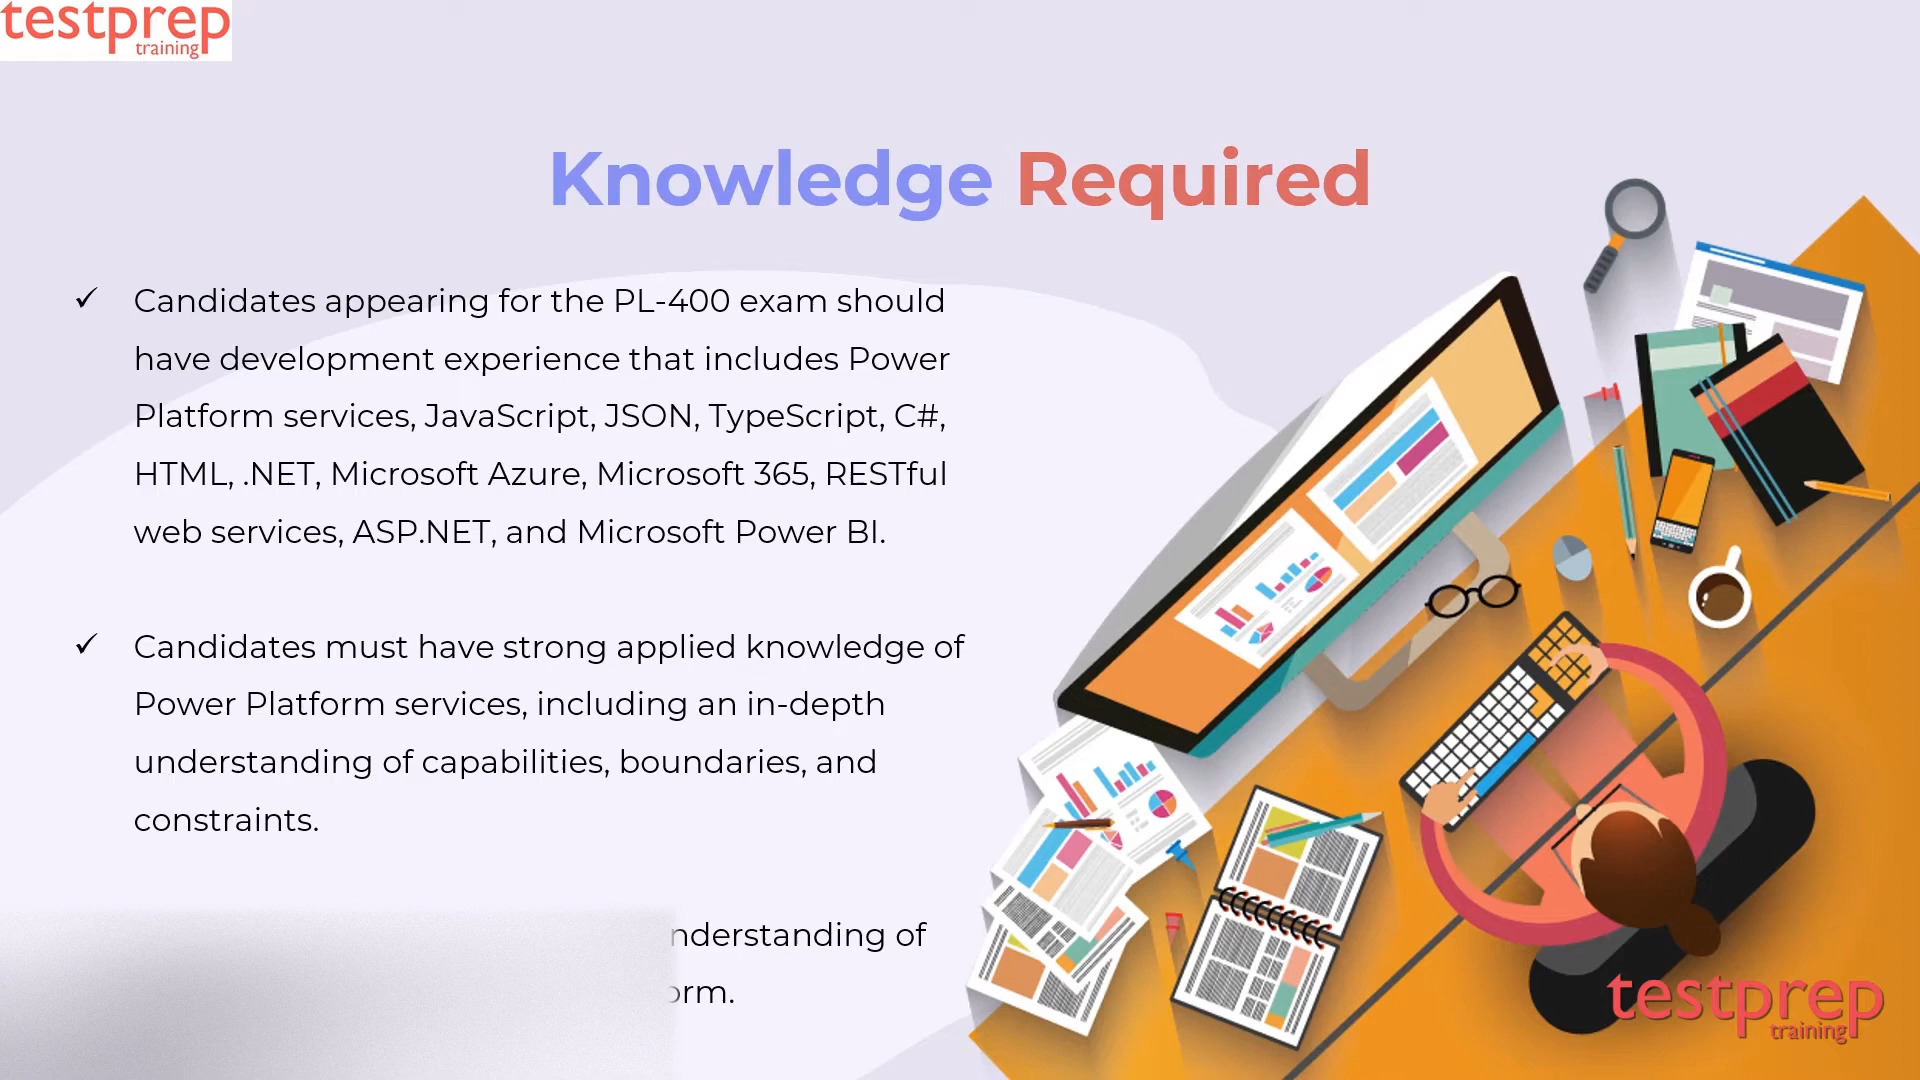 testprep
training
Knowledge Required
✓ Candidates appearing for the PL-400 exam should
have development experience that includes Power
Platform services, JavaScript, JSON, TypeScript, C#,
HTML, .NET, Microsoft Azure, Microsoft 365, RESTful
web services, ASP.NET, and Microsoft Power BI.
✓ Candidates must have strong applied knowledge of
Power Platform services, including an in-depth
understanding of capabilities, boundaries, and
constraints.
of
testprep
training